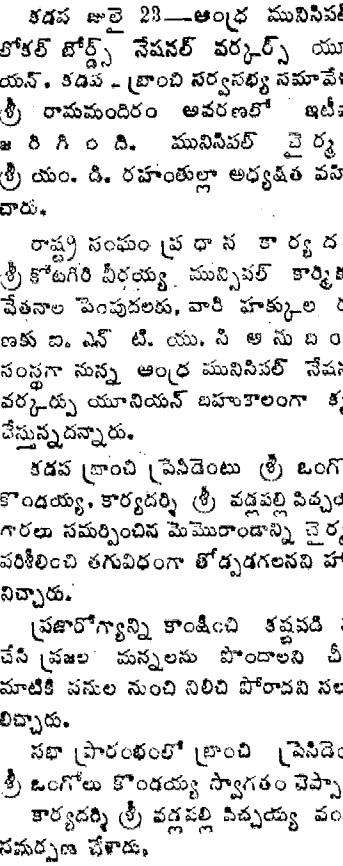 కడప జులై 23—ఆంధ్ర మునిసిపల్
లోకల్ బోర్డ్స్ నేషనల్ వర్కర్స్ యూ
యన్. కడప - బ్రాంచి సర్వసభ్య సమావే
శ్రీ రామమందిరం ఆవరణలో ఇటీవ
జరిగింది. మునిసిపల్ చైర్మ
శ్రీ యం. డి. రహంతుల్లా అధ్యక్షత వహి
చారు.
రాష్ట్ర సంఘం ప్రధాన కార్యద
శ్రీ కోటగిరి వీరయ్య మున్సిపల్ కార్మిక
వేతనాల పెంపుదలకు, వారి హక్కుల ర
ణకు ఐ. ఎన్ టి. యు. సి అనుబం
సంస్థగా నున్న ఆంధ్ర మునిసిపల్ నేష
వర్కర్సు యూనియన్ బహుకాలంగా కృ
చేస్తున్నదన్నారు.
కడప బ్రాంచి ప్రెసిడెంటు శ్రీ ఒంగో
కొండయ్య, కార్యదర్శి శ్రీ వడ్లపల్లి పిచ్చయ
గారలు సమర్పించిన మెమొరాండాన్ని చైర్మ
పరిశీలించి తగువిధంగా తోడ్పడగలనని హా
నిచ్చారు.
ప్రజారోగ్యాన్ని కాంక్షించి కష్టపడి
చేసి ప్రజల మన్నలను పొందాలని చీ
మాటికి పనుల నుంచి నిలిచి పోరాదవి సల
లిచ్చారు.
సభా ప్రారంభంలో బ్రాంచి ప్రెసిడెం
శ్రీ ఒంగోలు కొండయ్య స్వాగతం చెప్పా
కార్యదర్శి శ్రీ వడ్లపల్లి పిచ్చయ్య వం
సమర్పణ చేశాడు.